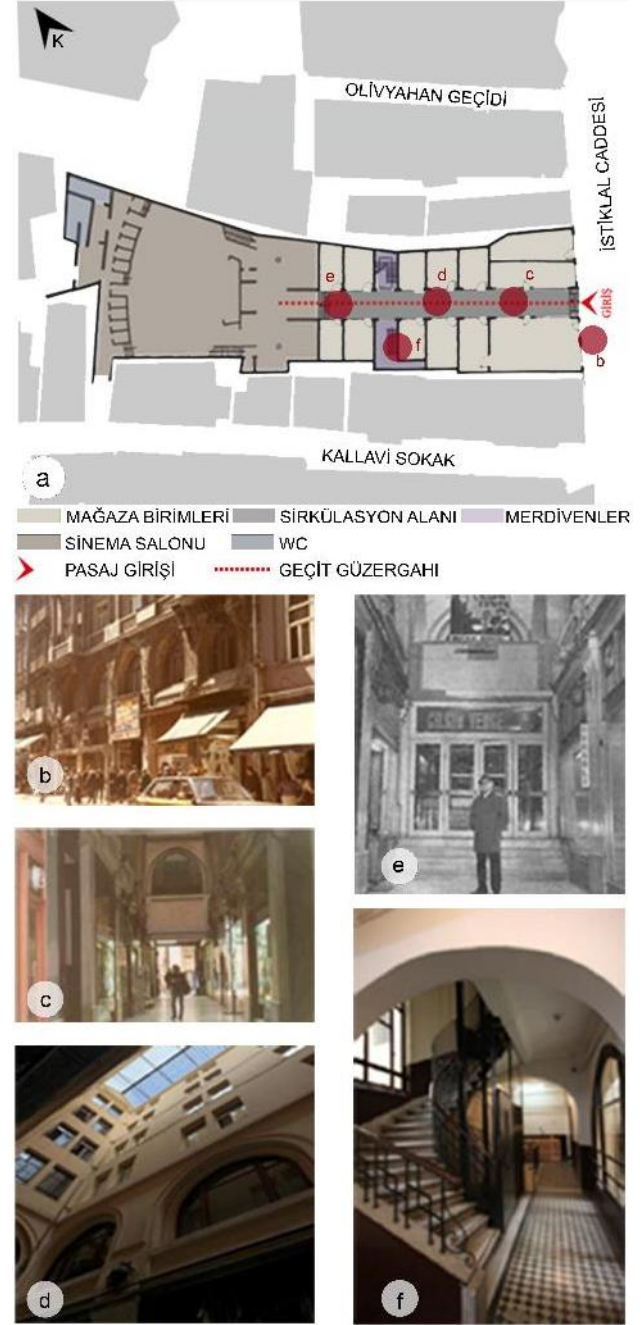 K
OLİVYAHAN GEÇİDİ
İSTİKLAL CADDESİ
e
d
c
GİRİŞ
f
b
KALLAVİ SOKAK
a
MAĞAZA BİRİMLERİ SİRKÜLASYON ALANI MERDİVENLER
SİNEMA SALONU WC
PASAJ GİRİŞİ GEÇİT GÜZERGAHI
b
e
c
d
f